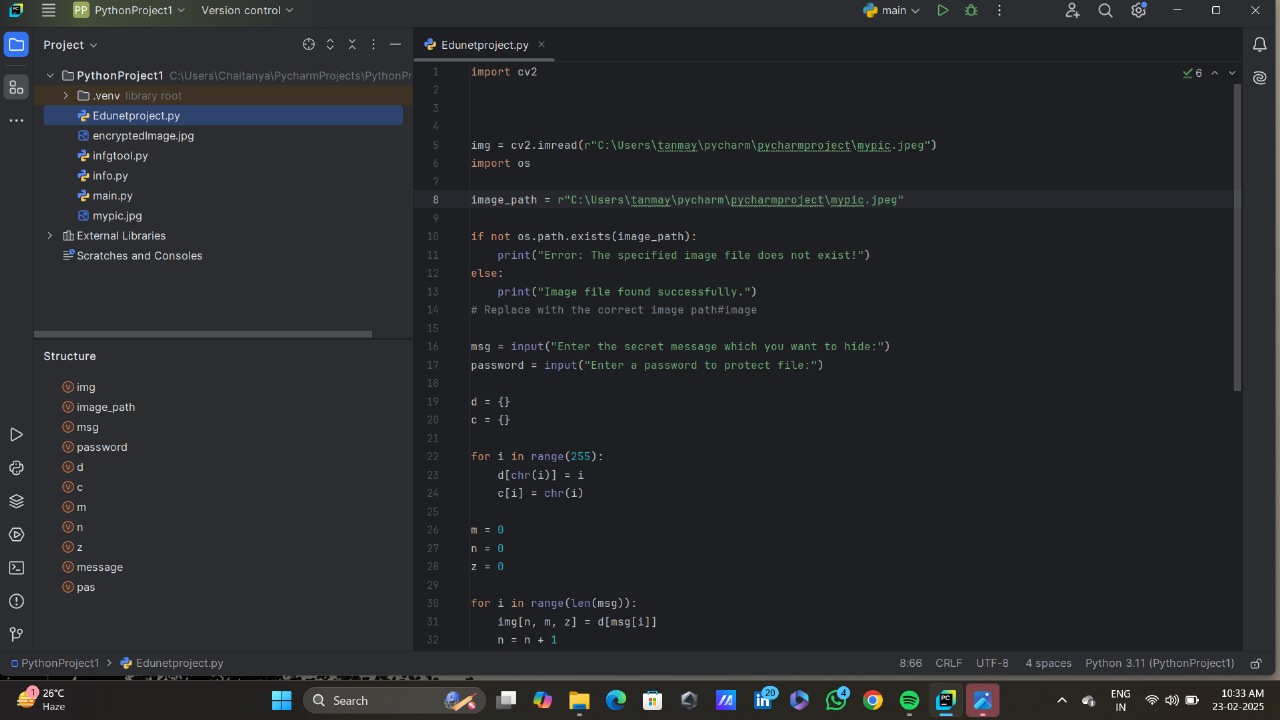 PP PythonProject1 Version control main
Project
PythonProject1 C:\Users\Chaitanya\PycharmProjects\PythonPr
.venv library root
Edunetproject.py
encryptedImage.jpg
infgtool.py
info.py
main.py
mypic.jpg
External Libraries
Scratches and Consoles
Structure
img
image_path
msg
password
d
c
m
n
z
message
pas
Edunetproject.py
6
1 import cv2
2
3
4
5 img = cv2.imread(r"C:\Users\tanmay\pycharm\pycharmproject\mypic.jpeg")
6 import os
7
8 image_path = r"C:\Users\tanmay\pycharm\pycharmproject\mypic.jpeg"
9
10 if not os.path.exists(image_path):
11 print("Error: The specified image file does not exist!")
12 else:
13 print("Image file found successfully.")
14 # Replace with the correct image path#image
15
16 msg = input("Enter the secret message which you want to hide:")
17 password = input("Enter a password to protect file:")
18
19 d = {}
20 c = {}
21
22 for i in range(255):
23 d[chr(i)] = i
24 c[i] = chr(i)
25
26 m = 0
27 n = 0
28 z = 0
29
30 for i in range(len(msg)):
31 img[n, m, z] = d[msg[i]]
32 n = n + 1
PythonProject1 > Edunetproject.py 8:66 CRLF UTF-8 4 spaces Python 3.11 (PythonProject1)
1 26°C
Haze
Search
20
4
PC
ENG
IN
10:33 AM
23-02-2025